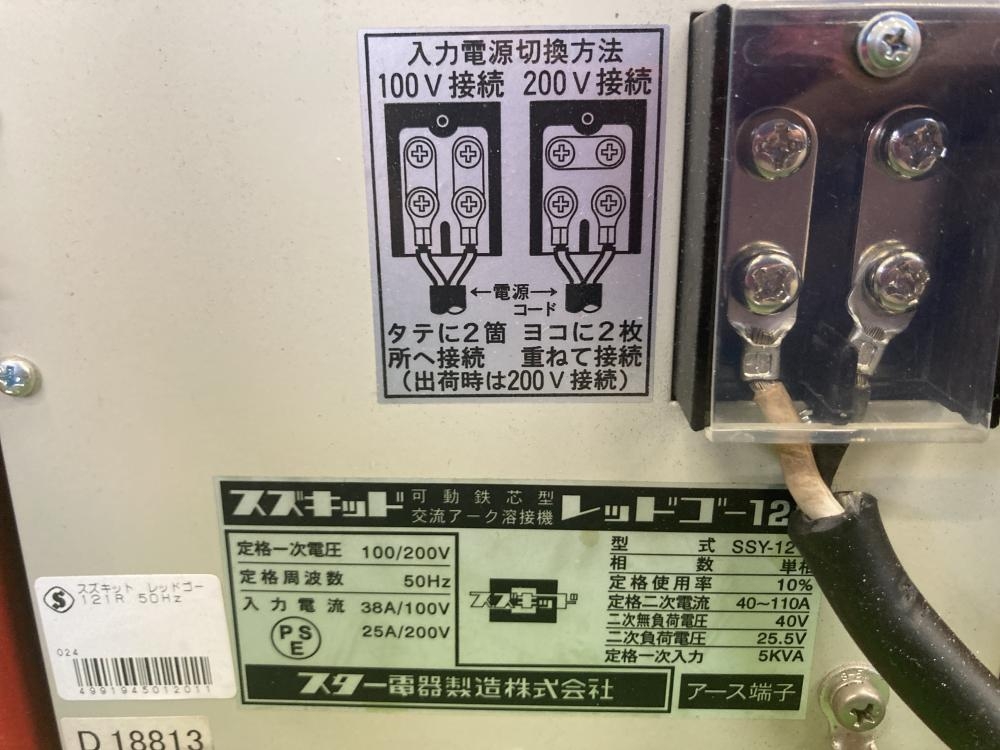 入力電源切換方法
100V接続 200V接続
←電源→
コード
タテに2箇 ヨコに2枚
所へ接続 重ねて接続
(出荷時は200V接続)
スズキッド 可動鉄芯型 レッドゴー12
交流アーク溶接機
定格一次電圧 100/200V
定格周波数 50Hz
入力電流 38A/100V
25A/200V
PSE
スズキッド
型式 SSY-12
相数 単相
定格使用率 10%
定格二次電流 40~110A
二次無負荷電圧 40V
二次負荷電圧 25.5V
定格一次入力 5KVA
スター電器製造株式会社
アース端子
S
スズキット レッドゴー
121R 50Hz
024
4991945012011
D 18813